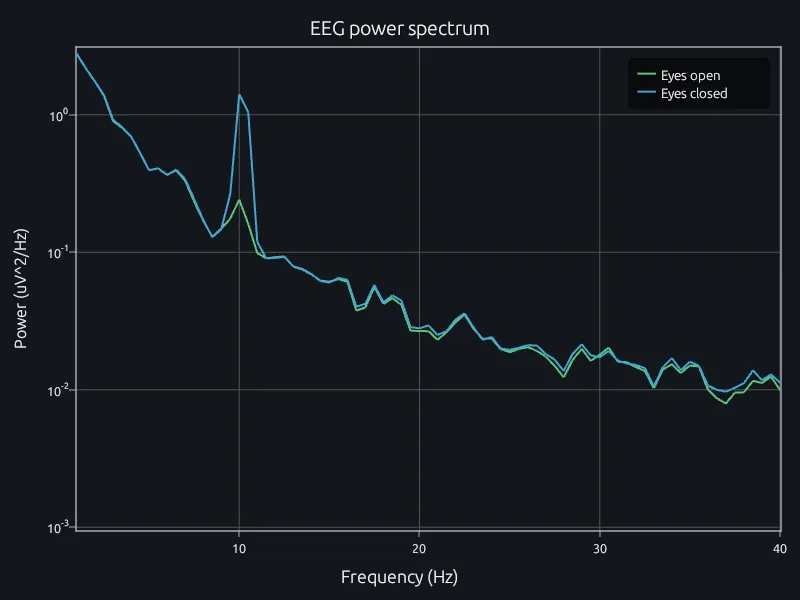 EEG power spectrum
Eyes open
Eyes closed
10^0
10^-1
10^-2
10^-3
Power (uV^2/Hz)
10 20 30 40
Frequency (Hz)